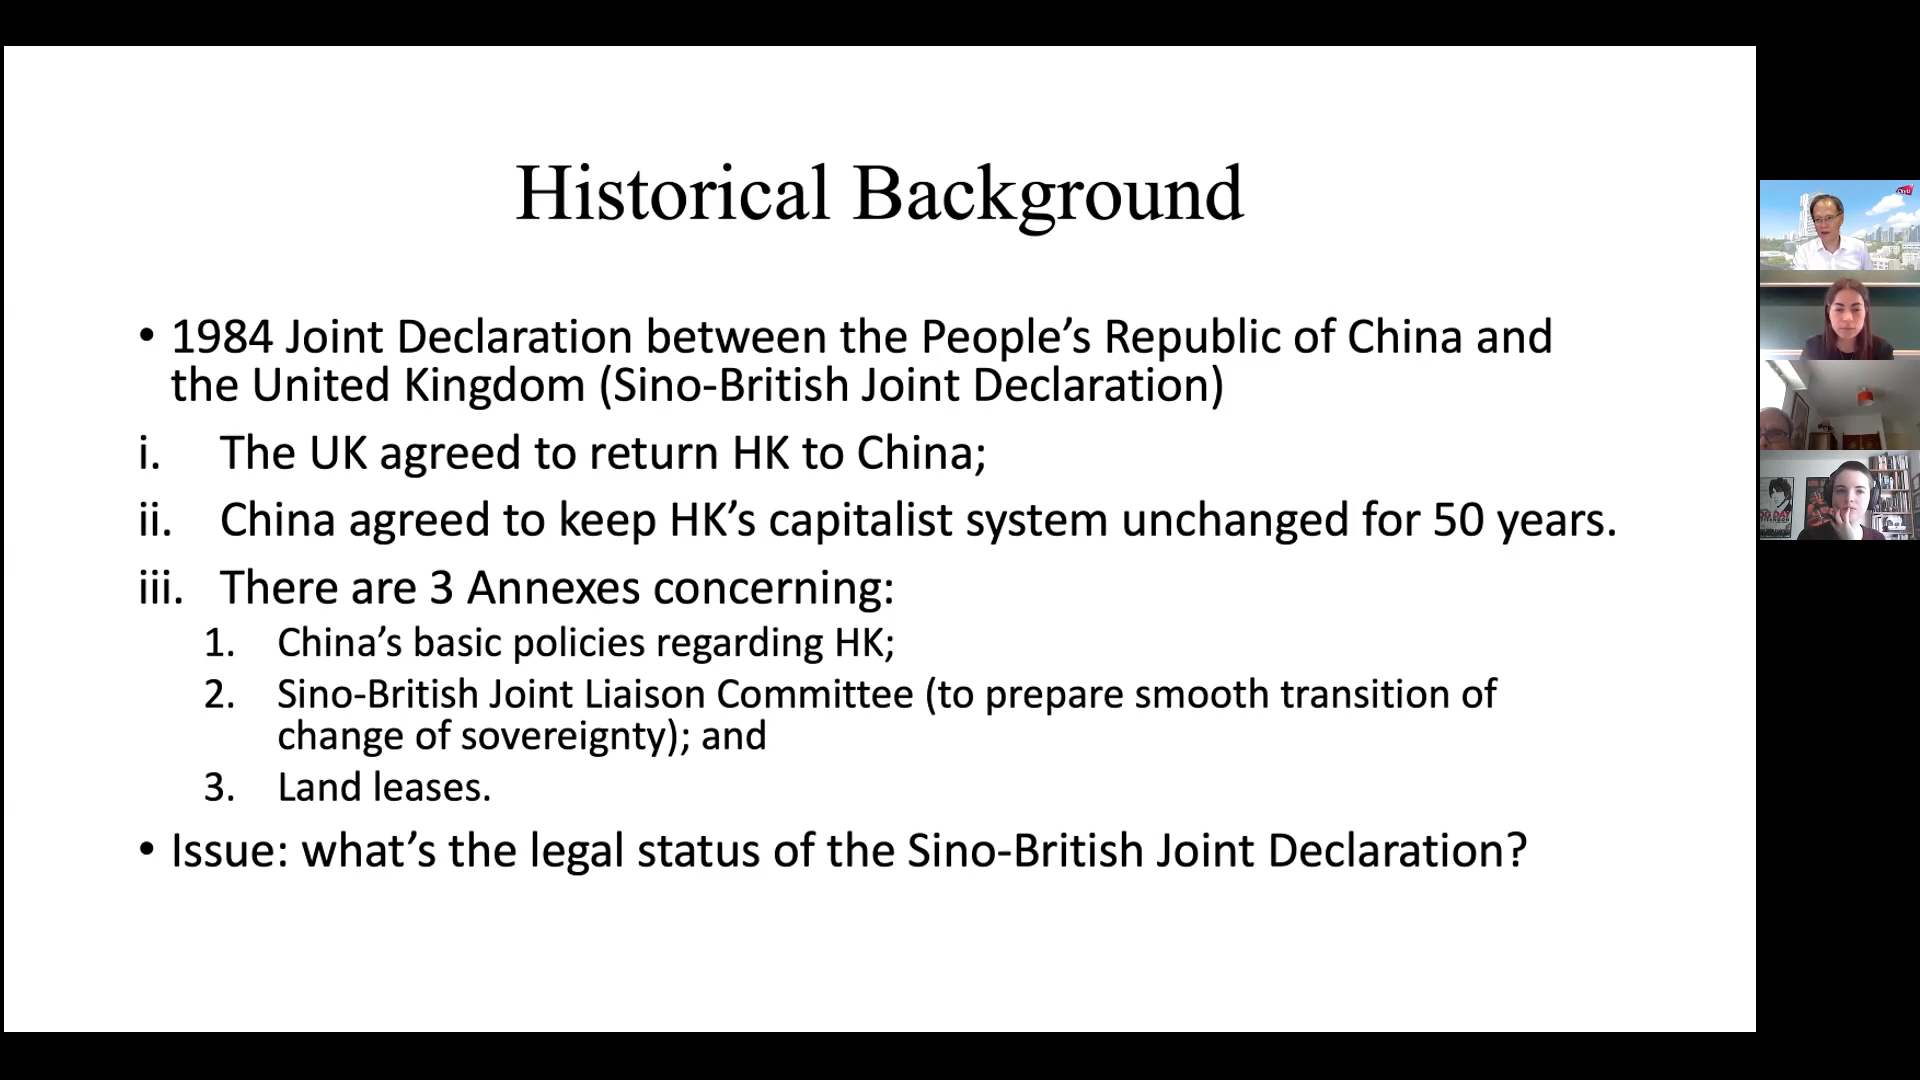 Historical Background
• 1984 Joint Declaration between the People’s Republic of China and
the United Kingdom (Sino-British Joint Declaration)
i. The UK agreed to return HK to China;
ii. China agreed to keep HK’s capitalist system unchanged for 50 years.
iii. There are 3 Annexes concerning:
1. China’s basic policies regarding HK;
2. Sino-British Joint Liaison Committee (to prepare smooth transition of
change of sovereignty); and
3. Land leases.
• Issue: what’s the legal status of the Sino-British Joint Declaration?